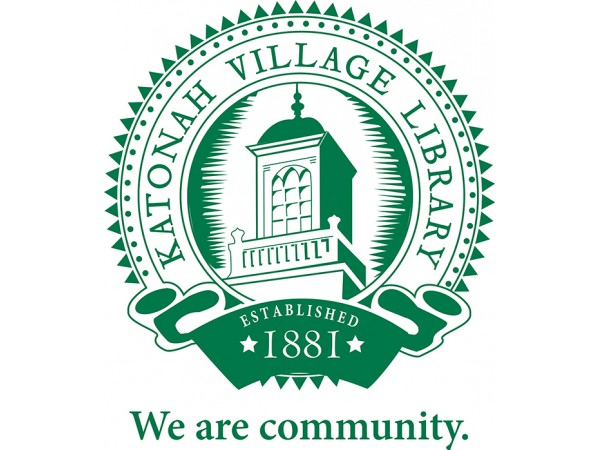 KATONAH VILLAGE LIBRARY
ESTABLISHED
1881
We are community.